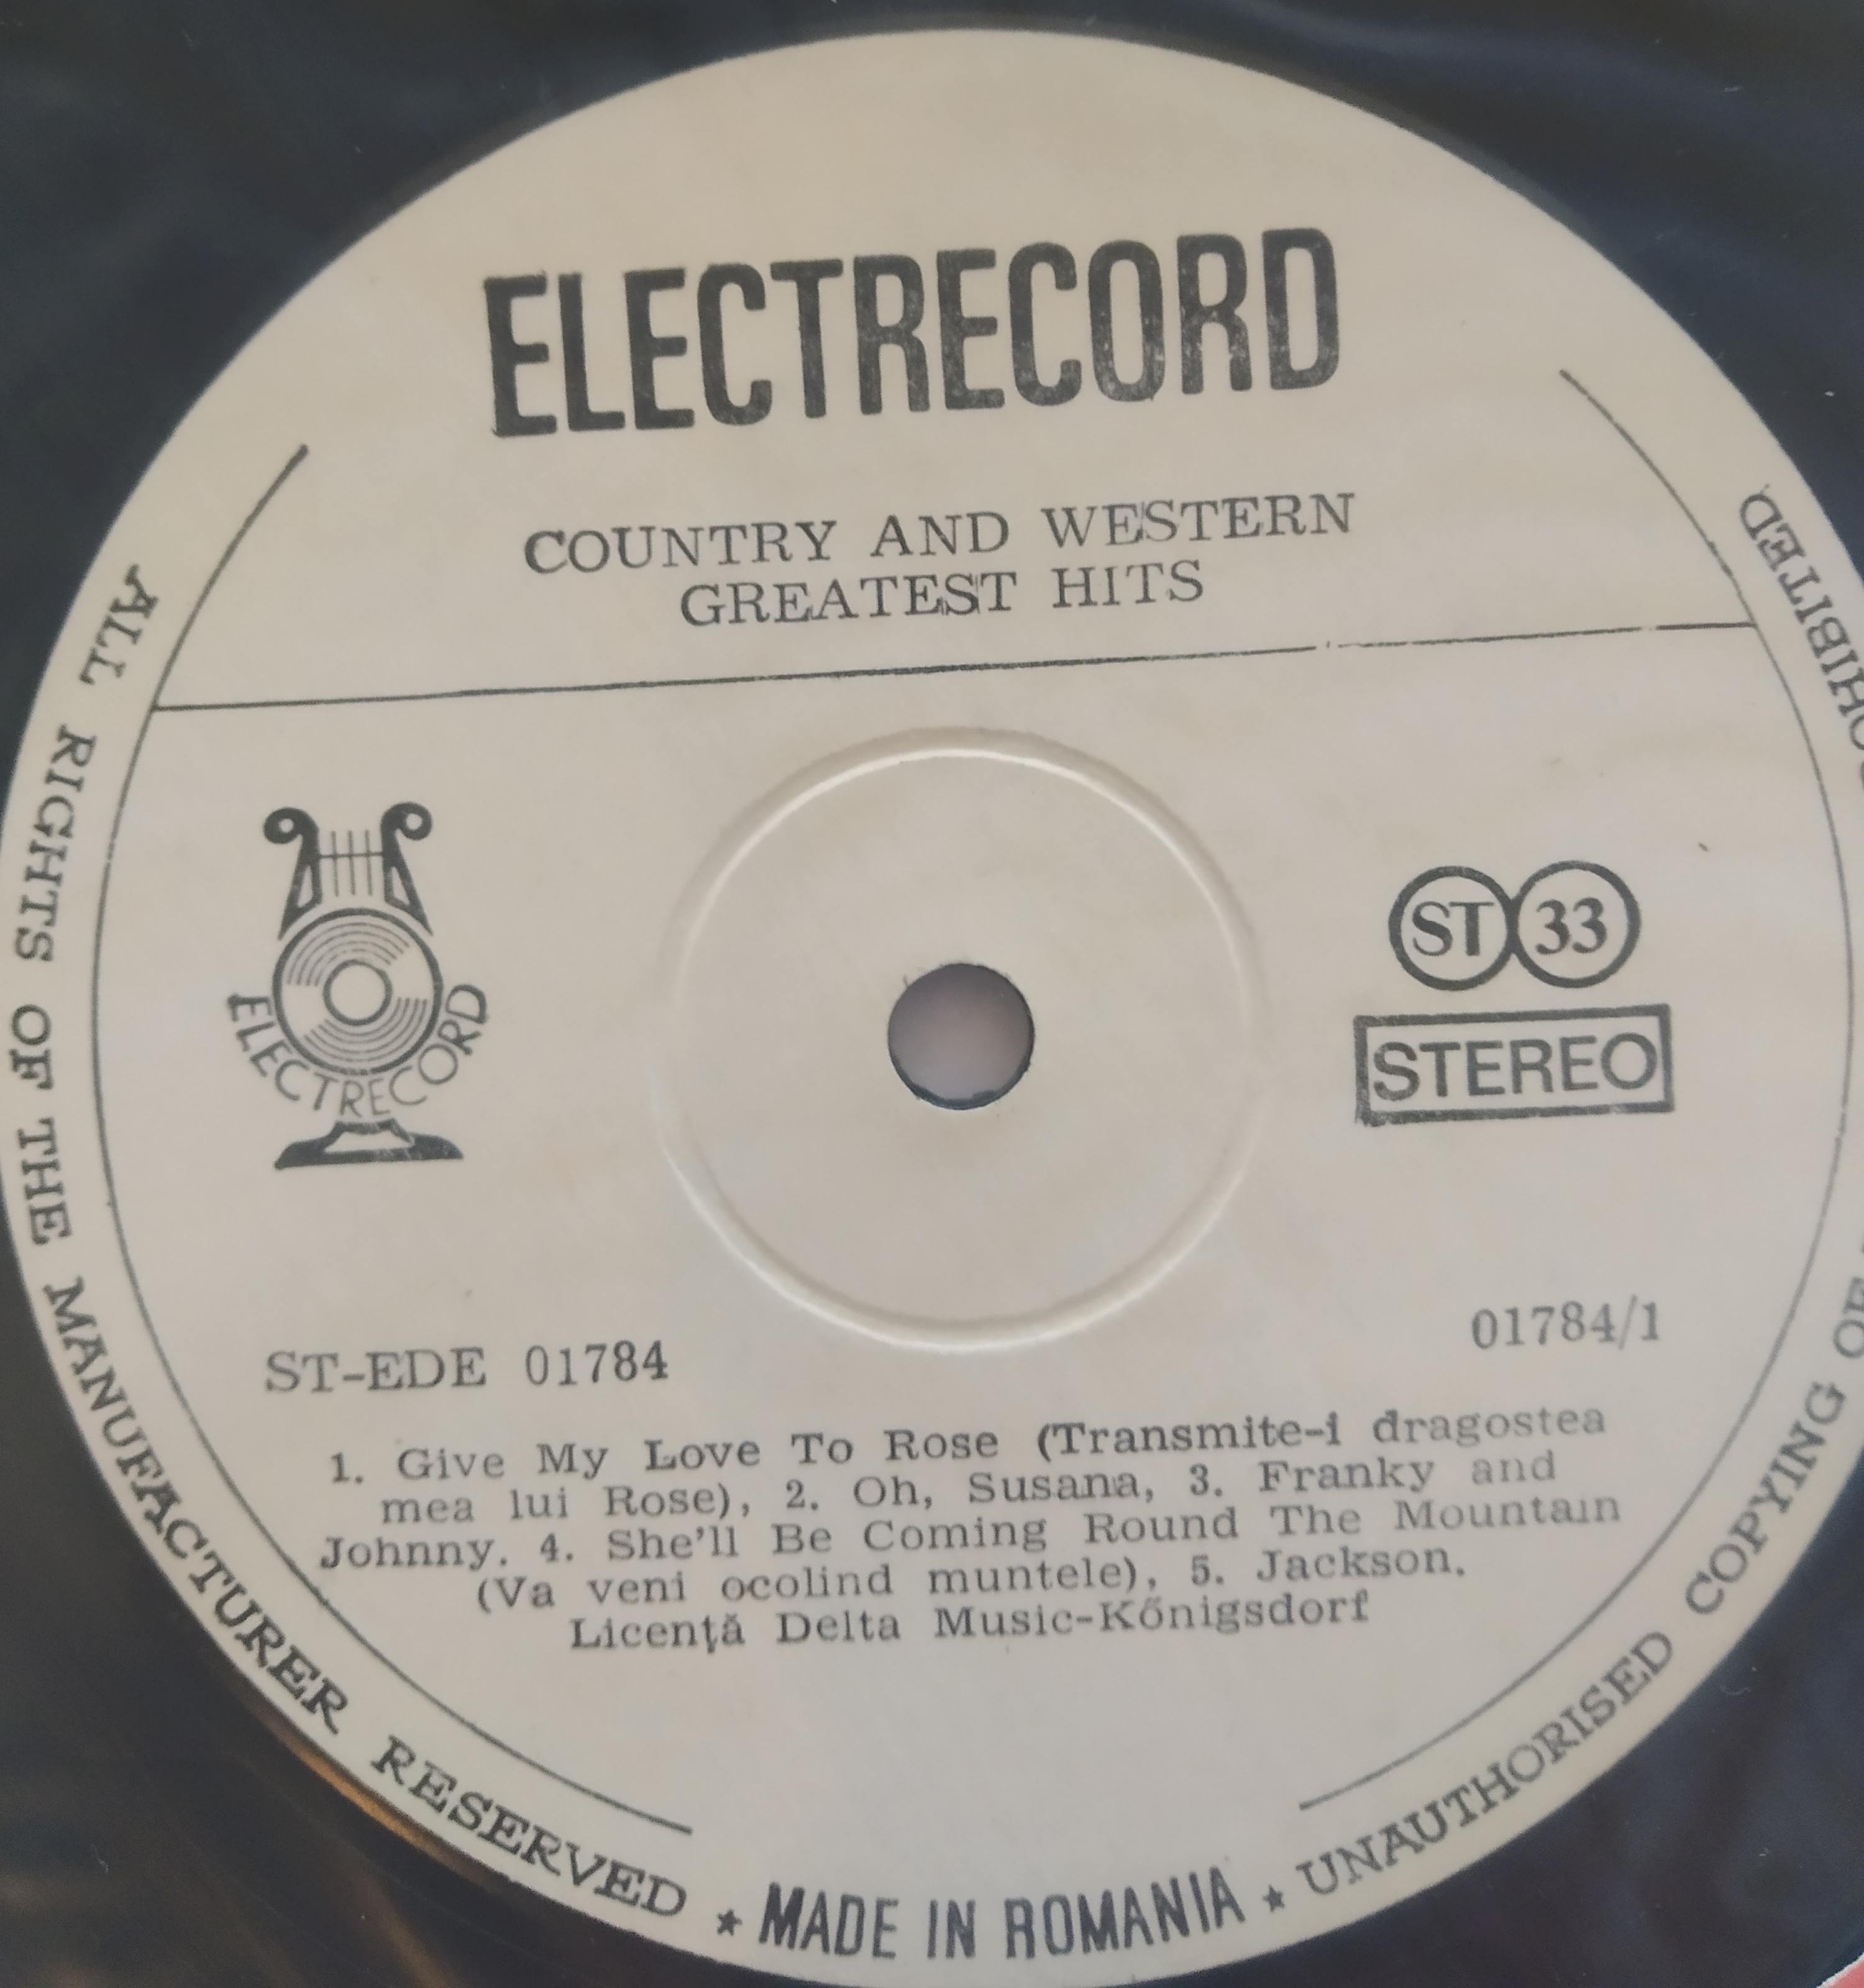 ELECTRECORD
COUNTRY AND WESTERN
GREATEST HITS
ELECTRECORD
ST 33
STEREO
ST-EDE 01784
01784/1
1. Give My Love To Rose (Transmite-i dragostea
mea lui Rose), 2. Oh, Susana, 3. Franky and
Johnny. 4. She'll Be Coming Round The Mountain
(Va veni ocolind muntele), 5. Jackson.
Licenţă Delta Music-Kőnigsdorf
ALL RIGHTS OF THE MANUFACTURER RESERVED ★ MADE IN ROMANIA ★ UNAUTHORISED COPYING OF